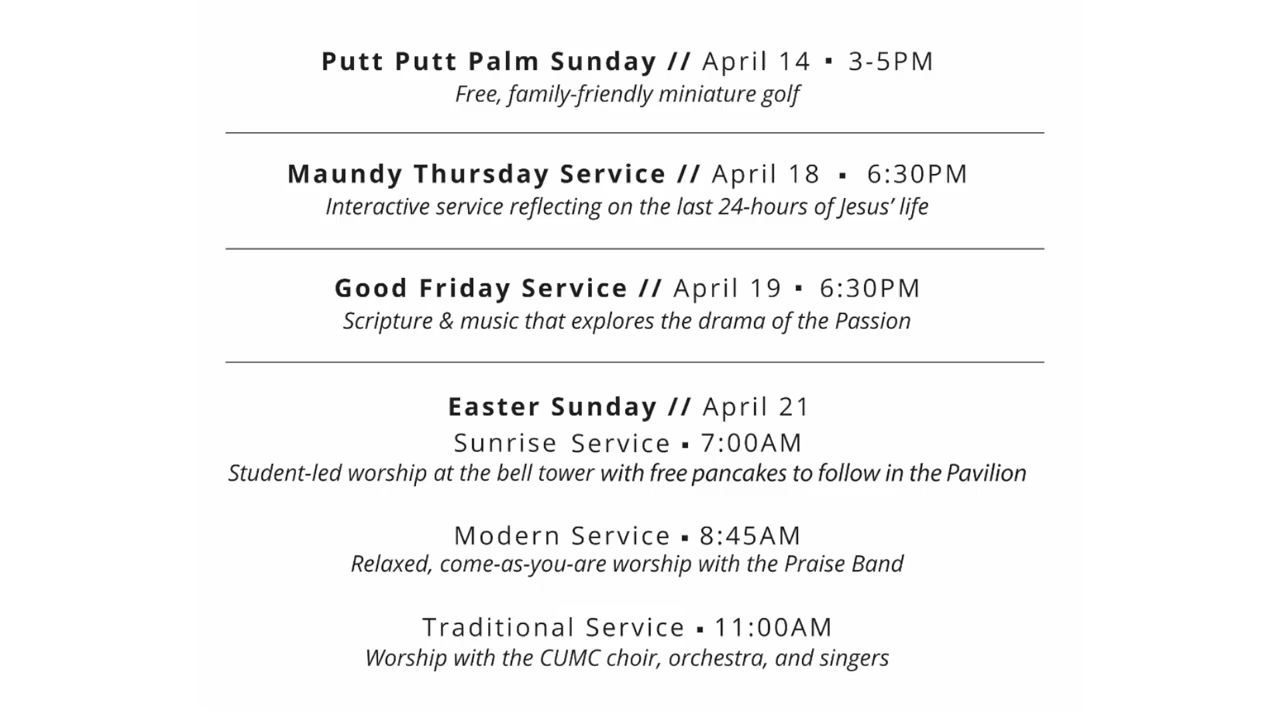 Putt Putt Palm Sunday // April 14 ▪ 3-5PM
Free, family-friendly miniature golf
Maundy Thursday Service // April 18 ▪ 6:30PM
Interactive service reflecting on the last 24-hours of Jesus’ life
Good Friday Service // April 19 ▪ 6:30PM
Scripture & music that explores the drama of the Passion
Easter Sunday // April 21
Sunrise Service ▪ 7:00AM
Student-led worship at the bell tower with free pancakes to follow in the Pavilion
Modern Service ▪ 8:45AM
Relaxed, come-as-you-are worship with the Praise Band
Traditional Service ▪ 11:00AM
Worship with the CUMC choir, orchestra, and singers